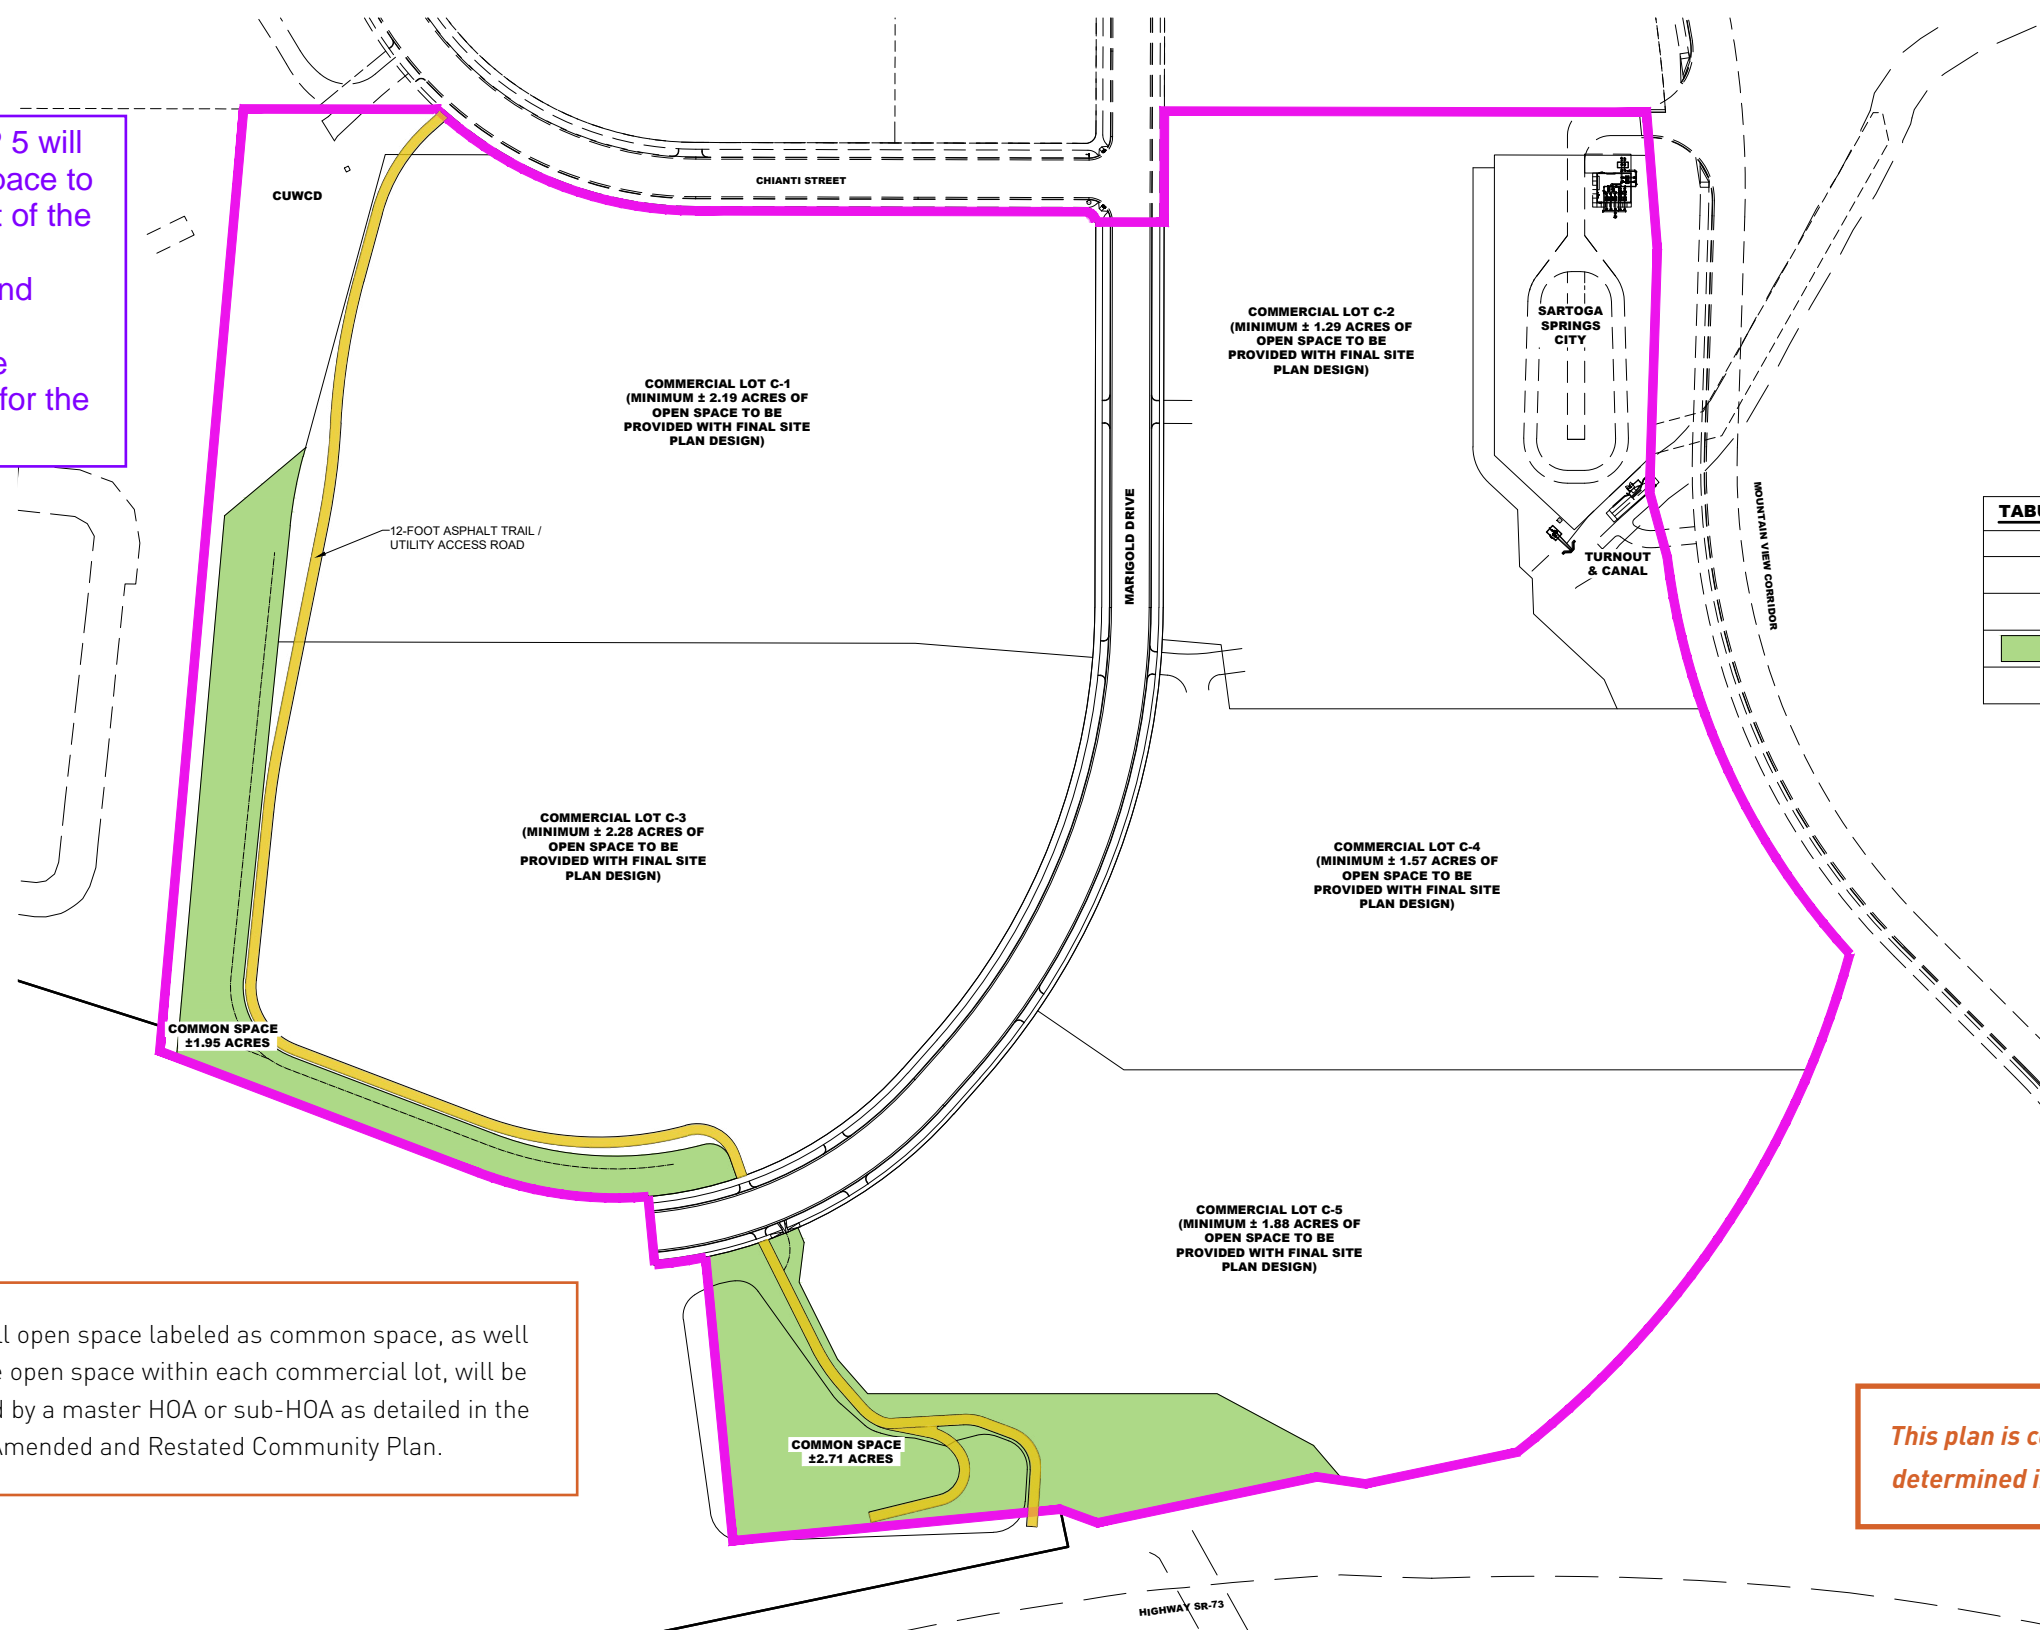 5 will
pace to
t of the
nd
e
for the
CUWCD
CHIANTI STREET
COMMERCIAL LOT C-1
(MINIMUM ± 2.19 ACRES OF
OPEN SPACE TO BE
PROVIDED WITH FINAL SITE
PLAN DESIGN)
COMMERCIAL LOT C-2
(MINIMUM ± 1.29 ACRES OF
OPEN SPACE TO BE
PROVIDED WITH FINAL SITE
PLAN DESIGN)
SARTOGA
SPRINGS
CITY
12-FOOT ASPHALT TRAIL /
UTILITY ACCESS ROAD
MARIGOLD DRIVE
TURNOUT
& CANAL
MOUNTAIN VIEW CORRIDOR
TABU
COMMERCIAL LOT C-3
(MINIMUM ± 2.28 ACRES OF
OPEN SPACE TO BE
PROVIDED WITH FINAL SITE
PLAN DESIGN)
COMMERCIAL LOT C-4
(MINIMUM ± 1.57 ACRES OF
OPEN SPACE TO BE
PROVIDED WITH FINAL SITE
PLAN DESIGN)
COMMON SPACE
±1.95 ACRES
COMMERCIAL LOT C-5
(MINIMUM ± 1.88 ACRES OF
OPEN SPACE TO BE
PROVIDED WITH FINAL SITE
PLAN DESIGN)
ll open space labeled as common space, as well
e open space within each commercial lot, will be
d by a master HOA or sub-HOA as detailed in the
Amended and Restated Community Plan.
COMMON SPACE
±2.71 ACRES
This plan is c
determined i
HIGHWAY SR-73